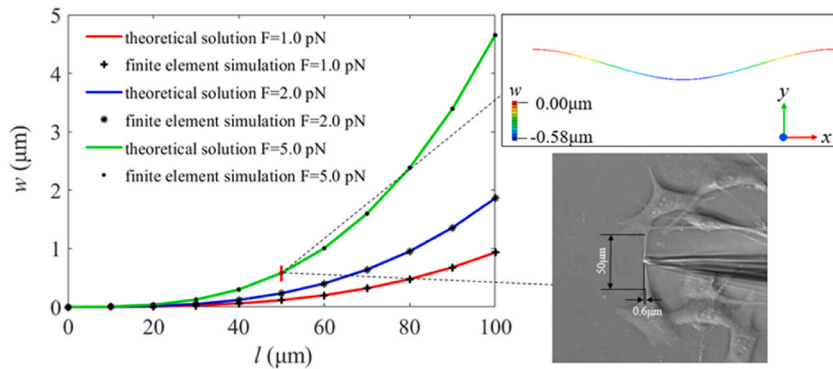 5
4
3
2
1
0
w (μm)
theoretical solution F=1.0 pN
finite element simulation F=1.0 pN
theoretical solution F=2.0 pN
finite element simulation F=2.0 pN
theoretical solution F=5.0 pN
finite element simulation F=5.0 pN
0 20 40 60 80 100
l (μm)
w
0.00μm
-0.58μm
y
x
50μm
0.6μm